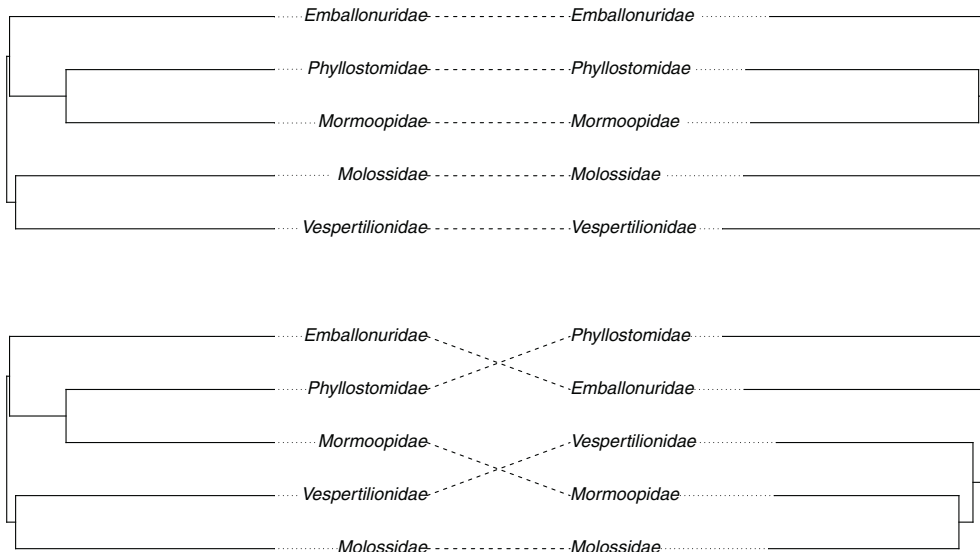 Emballonuridae Emballonuridae
Phyllostomidae Phyllostomidae
Mormoopidae Mormoopidae
Molossidae Molossidae
Vespertilionidae Vespertilionidae
Emballonuridae Phyllostomidae
Phyllostomidae Emballonuridae
Mormoopidae Vespertilionidae
Vespertilionidae Mormoopidae
Molossidae Molossidae